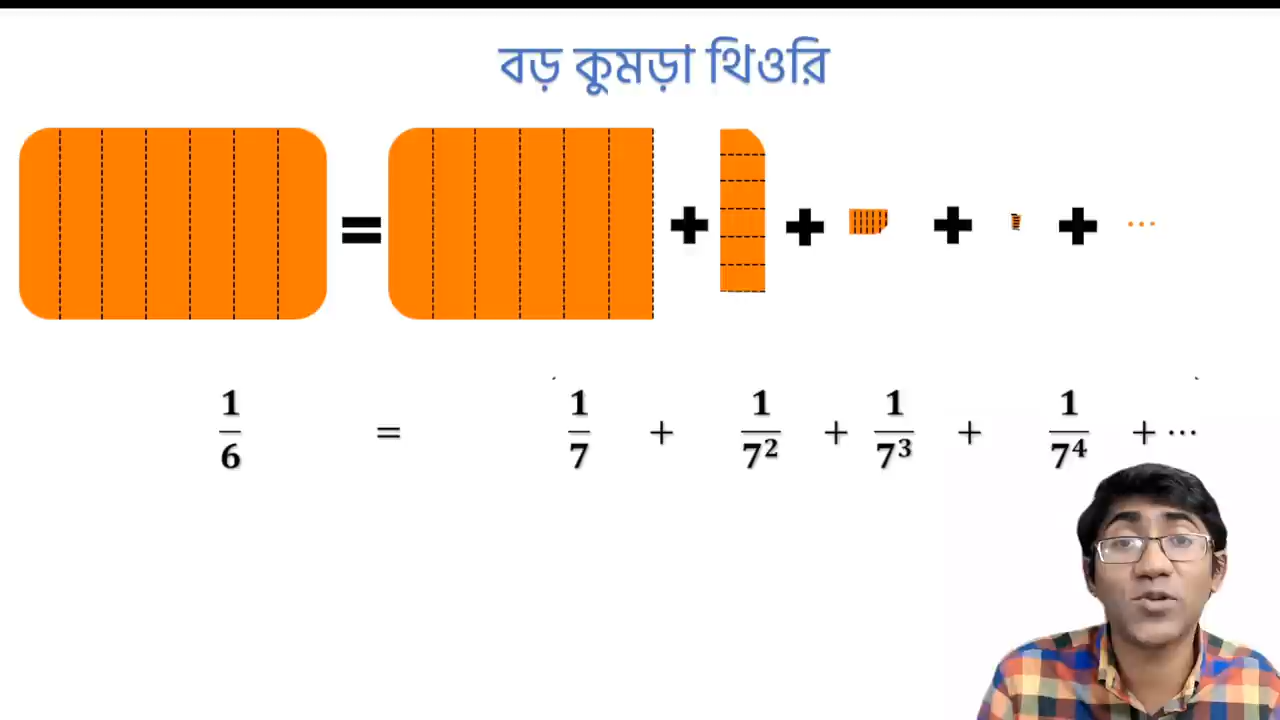 বড় কুমড়া থিওরি
= + + + + ...
1/6 = 1/7 + 1/7² + 1/7³ + 1/7⁴ + ⋯